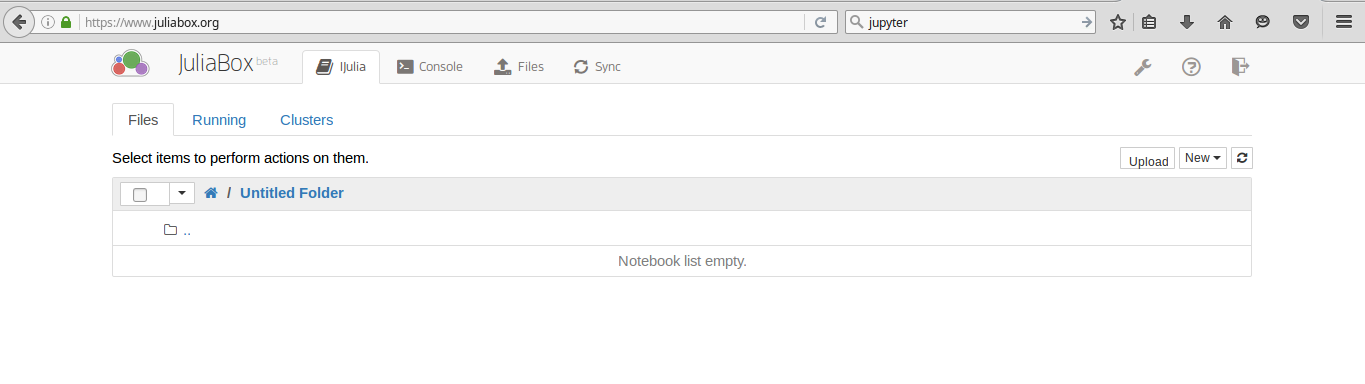 https://www.juliabox.org jupyter
JuliaBox beta IJulia Console Files Sync
Files Running Clusters
Select items to perform actions on them. Upload New
/ Untitled Folder
..
Notebook list empty.